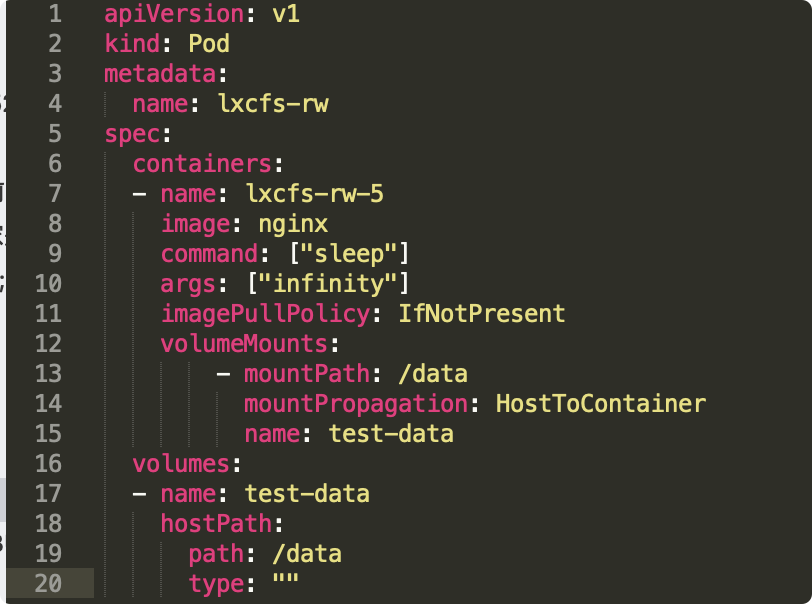 1 apiVersion: v1
2 kind: Pod
3 metadata:
4   name: lxcfs-rw
5 spec:
6   containers:
7   - name: lxcfs-rw-5
8     image: nginx
9     command: ["sleep"]
10     args: ["infinity"]
11     imagePullPolicy: IfNotPresent
12     volumeMounts:
13         - mountPath: /data
14           mountPropagation: HostToContainer
15           name: test-data
16   volumes:
17   - name: test-data
18     hostPath:
19       path: /data
20       type: ""